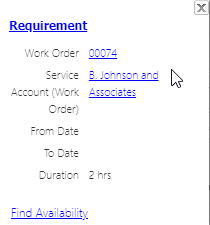 Requirement
Work Order 00074
Service B. Johnson and
Account (Work Associates
Order)
From Date
To Date
Duration 2 hrs
Find Availability